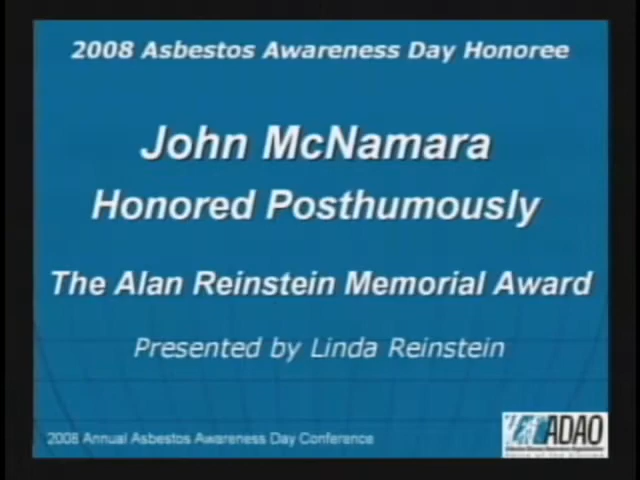 2008 Asbestos Awareness Day Honoree
John McNamara
Honored Posthumously
The Alan Reinstein Memorial Award
Presented by Linda Reinstein
2008 Annual Asbestos Awareness Day Conference
ADAO